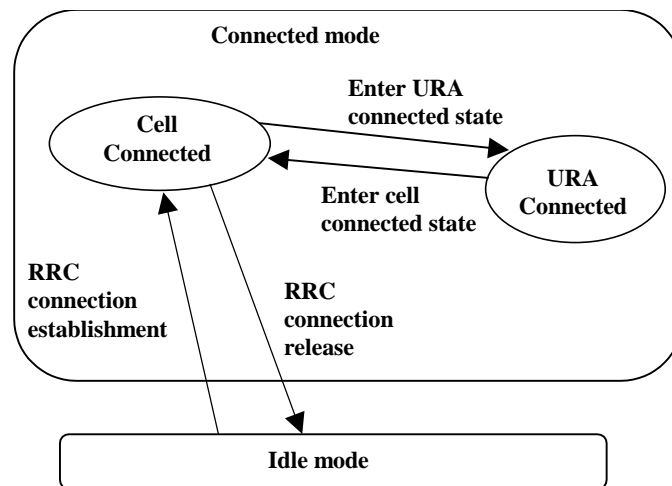 Connected mode
Enter URA
connected state
Cell
Connected
URA
Connected
Enter cell
connected state
RRC
connection
establishment
RRC
connection
release
Idle mode